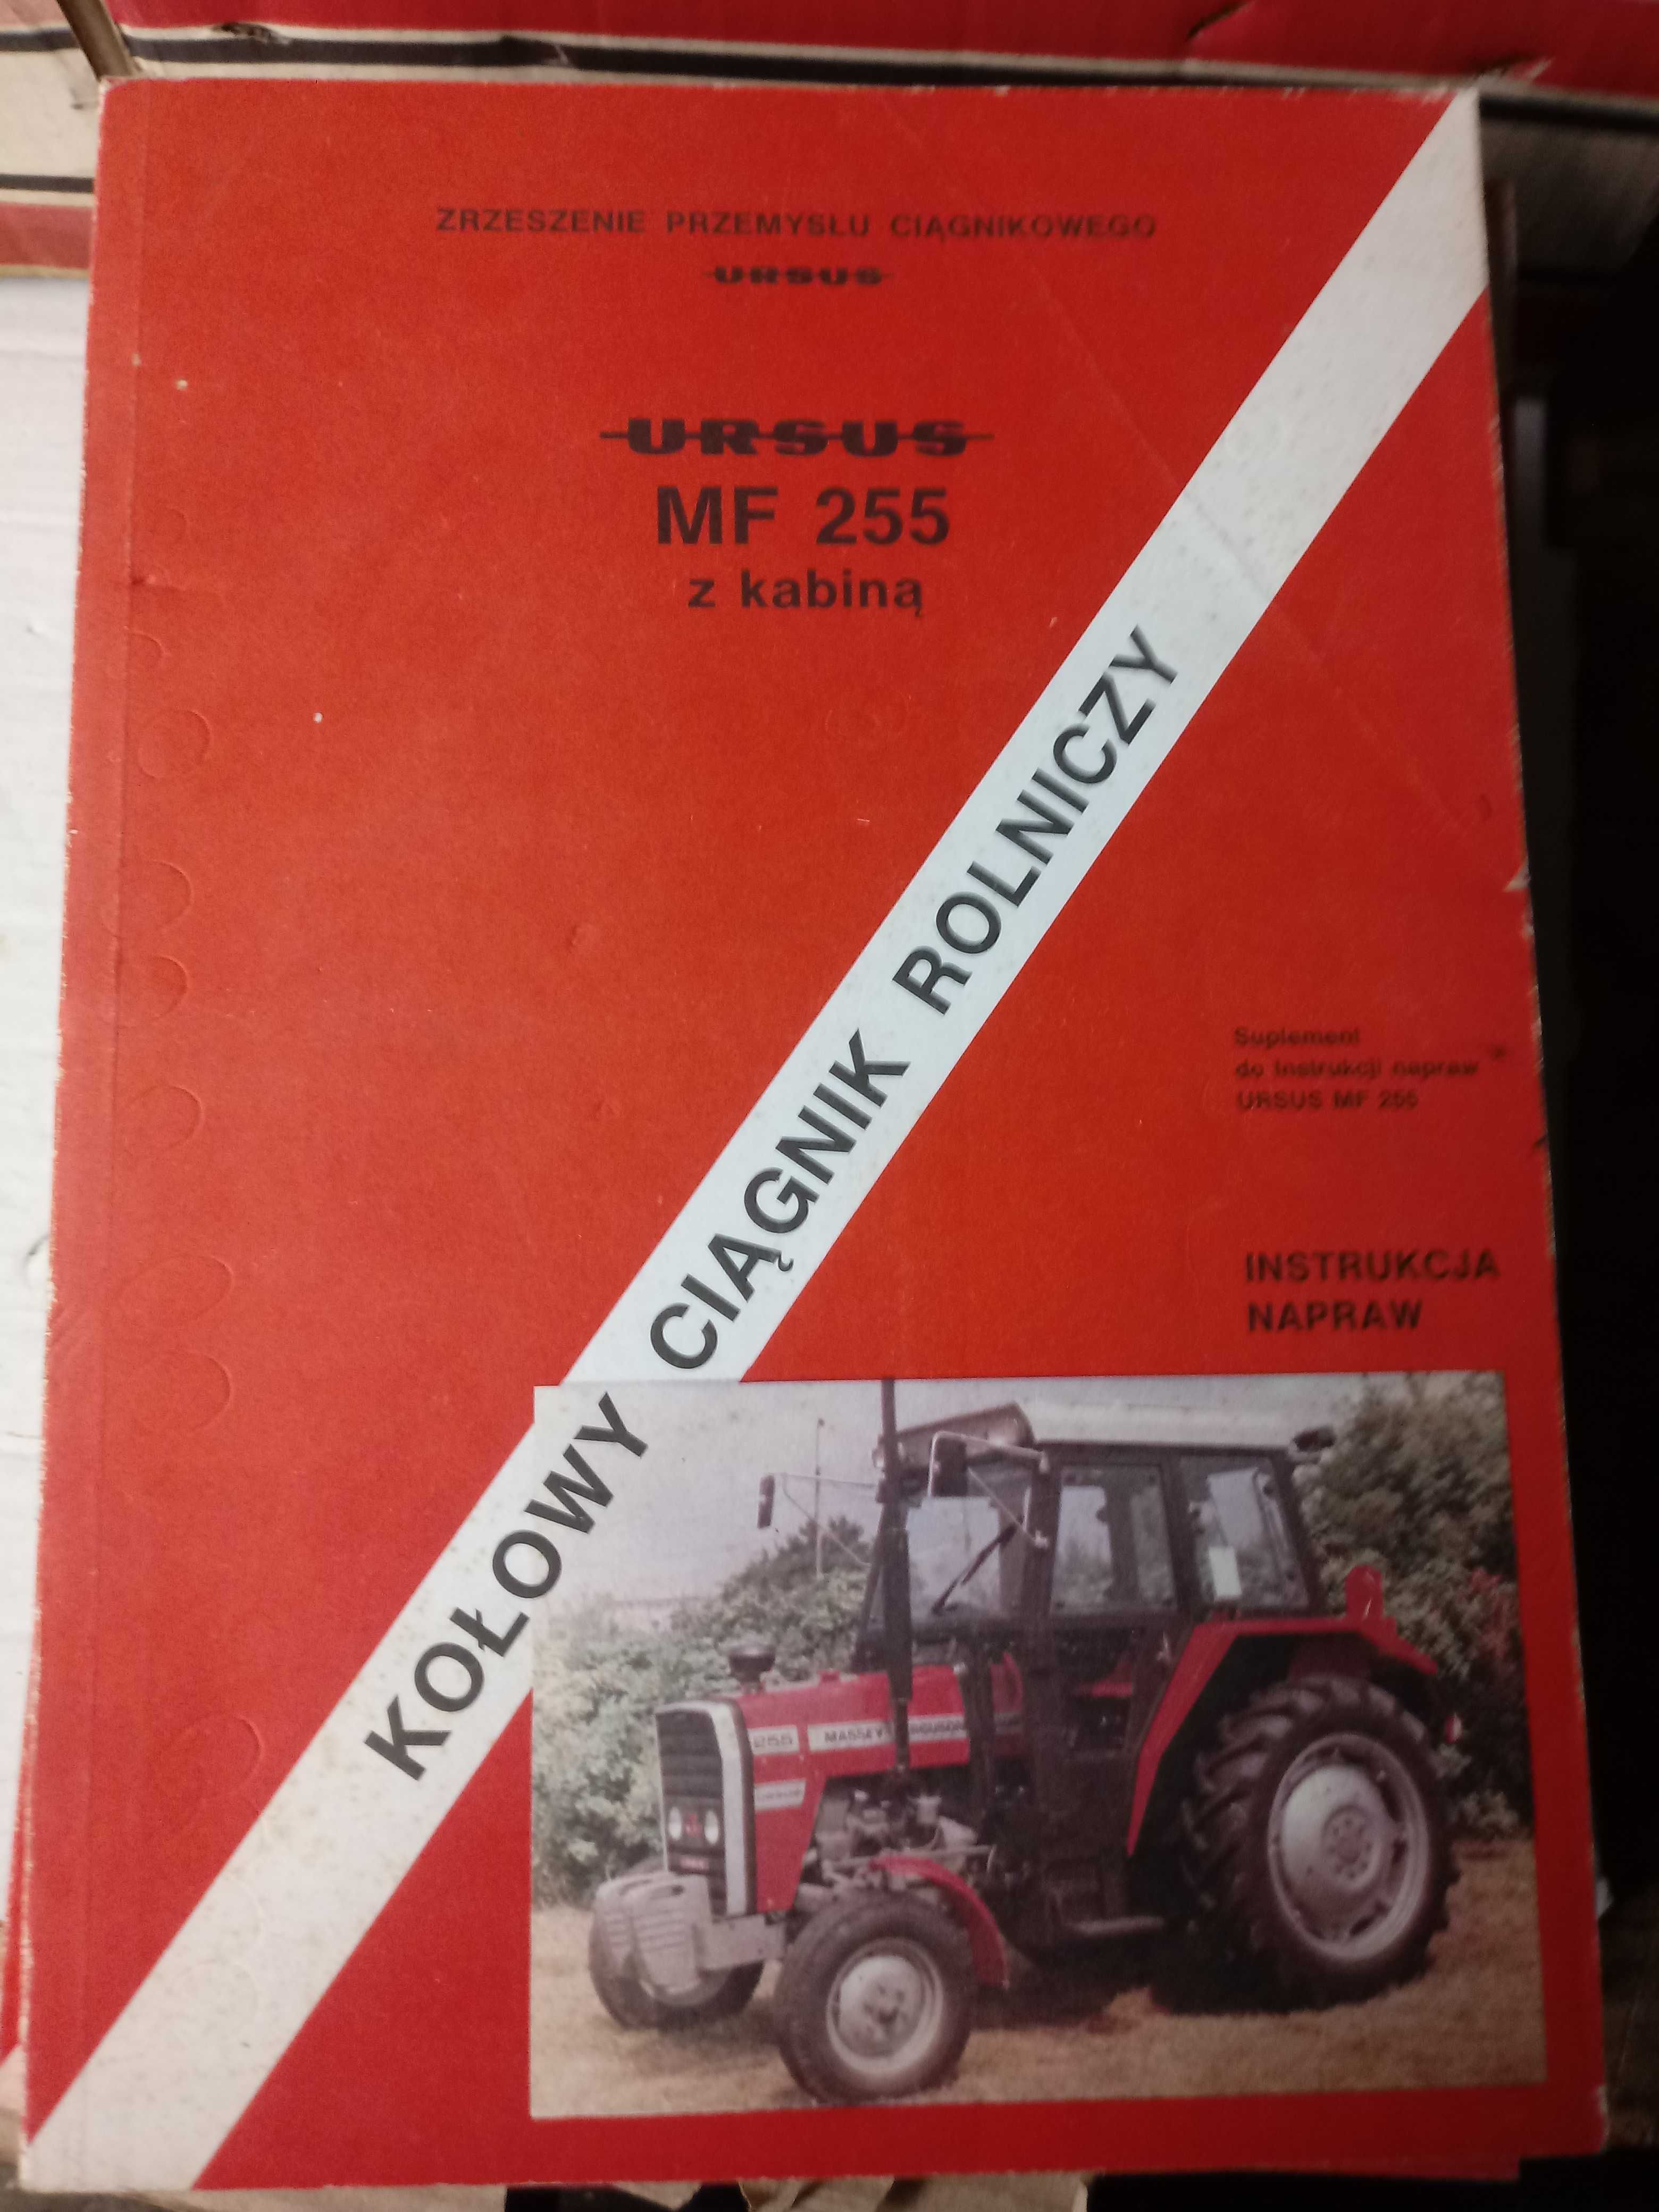 ZRZESZENIE PRZEMYSŁU CIĄGNIKOWEGO
URSUS
URSUS
MF 255
z kabiną
KOŁOWY CIĄGNIK ROLNICZY
Suplement
do Instrukcji napraw
URSUS MF 255
INSTRUKCJA
NAPRAW
255 MASSEY FERGUSON